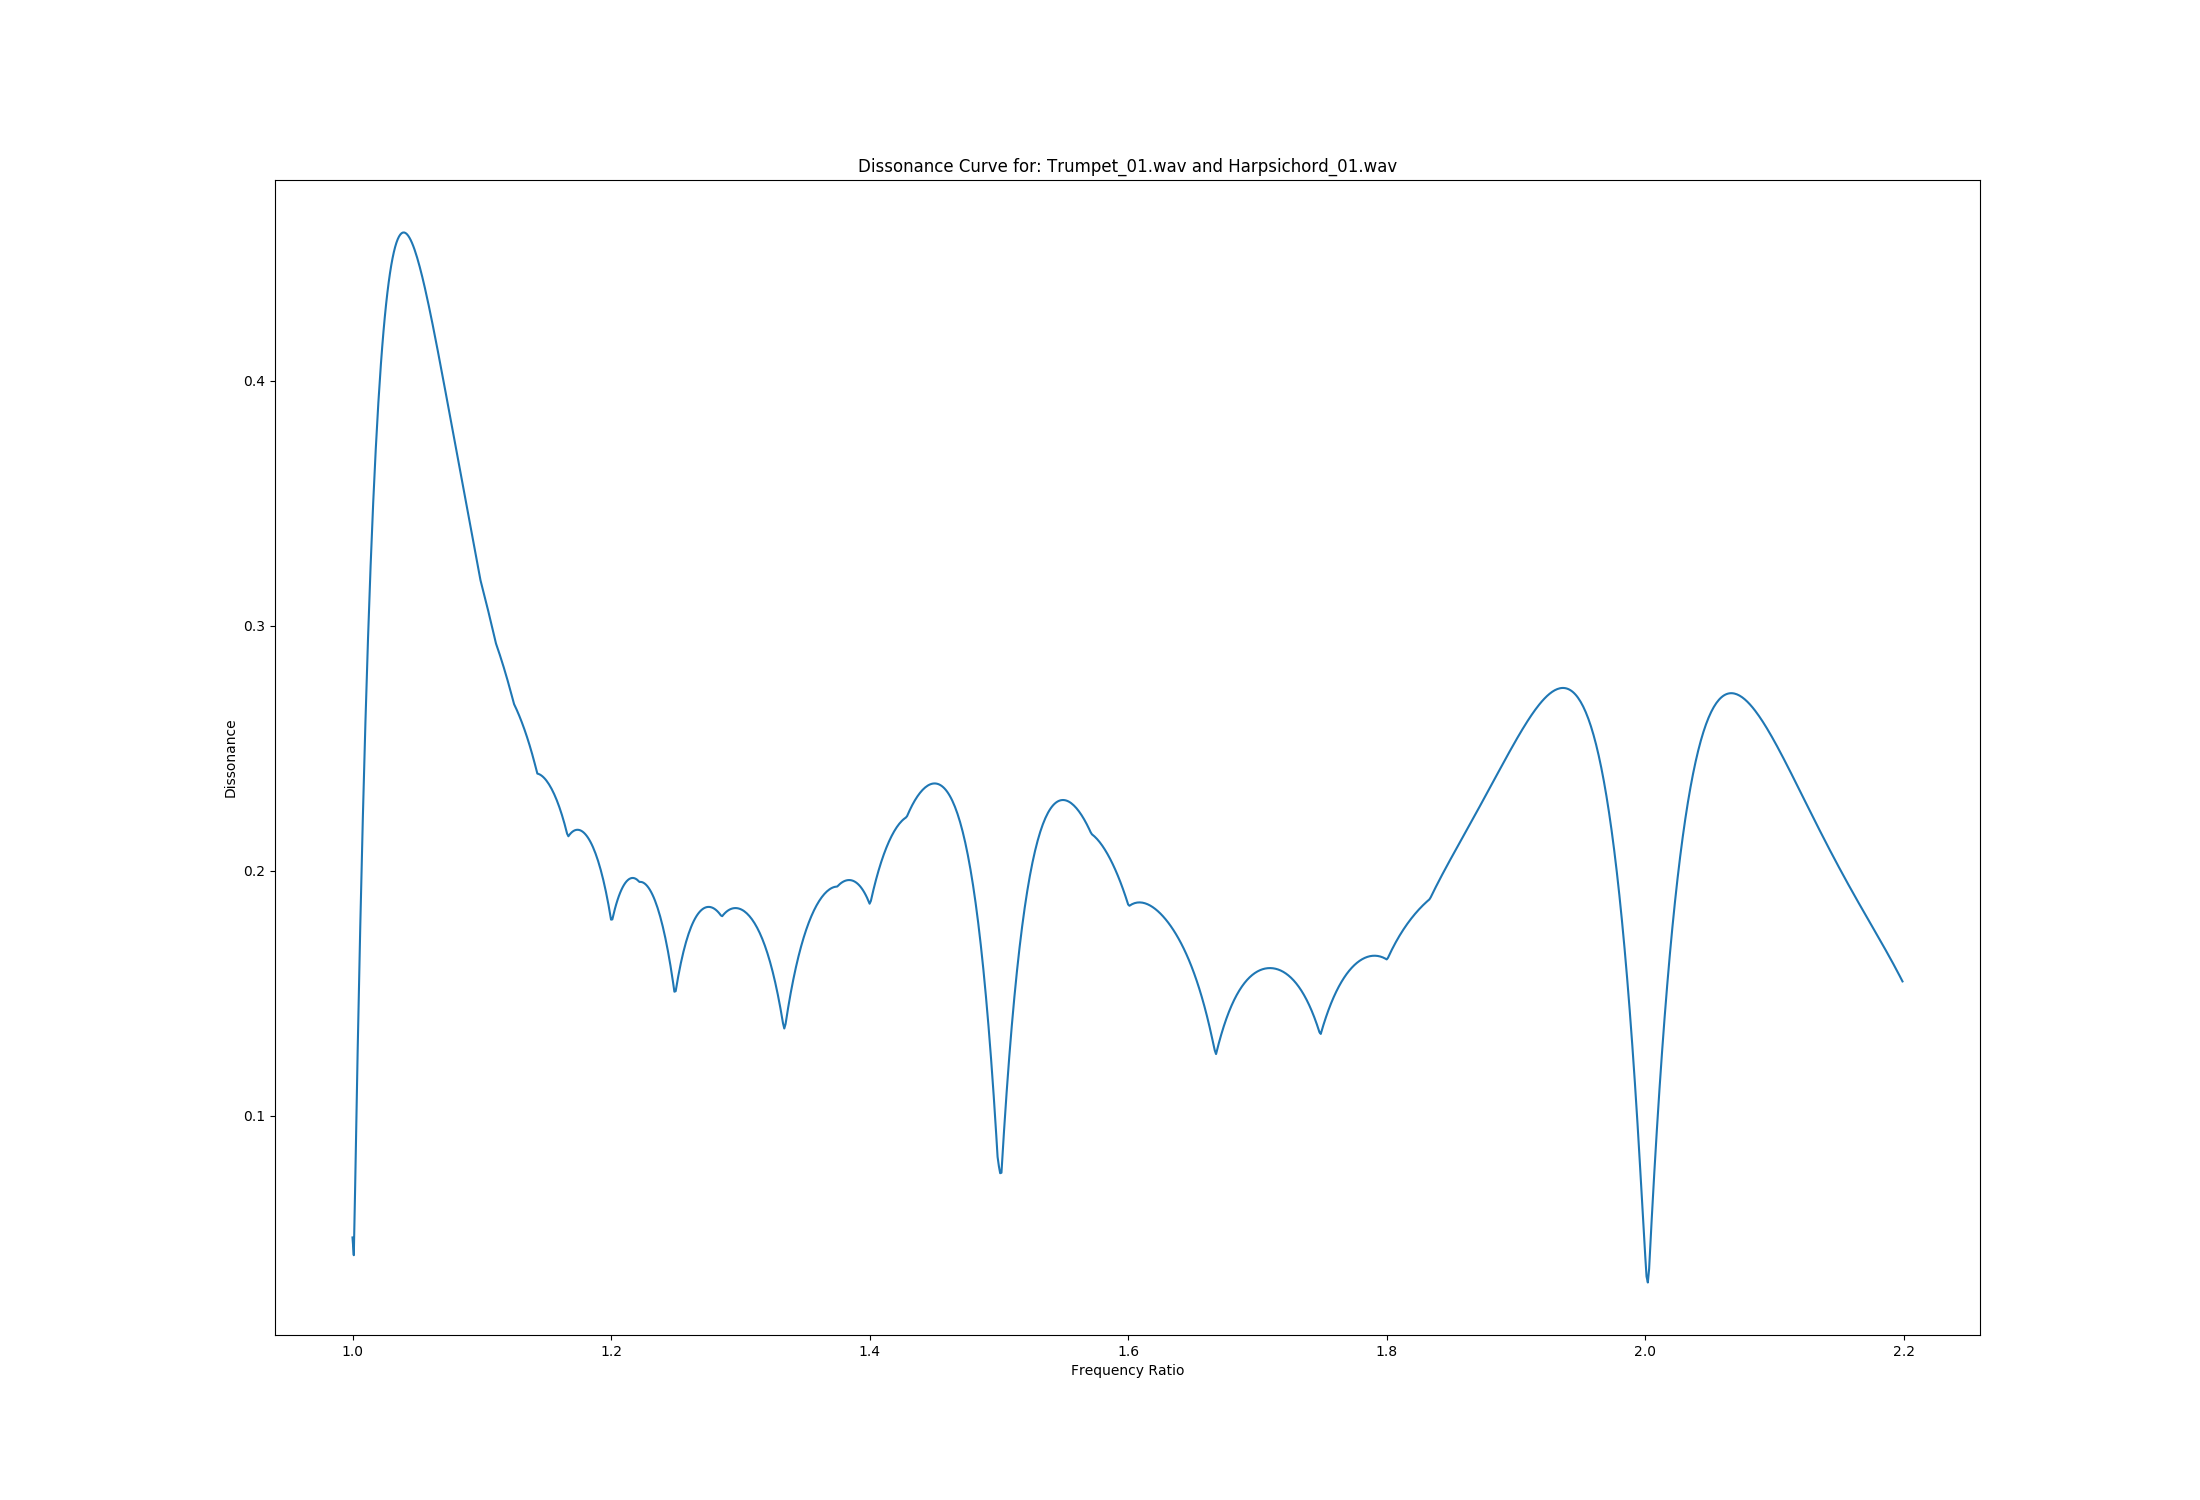 Dissonance Curve for: Trumpet_01.wav and Harpsichord_01.wav
Dissonance
0.4
0.3
0.2
0.1
1.0 1.2 1.4 1.6 1.8 2.0 2.2
Frequency Ratio